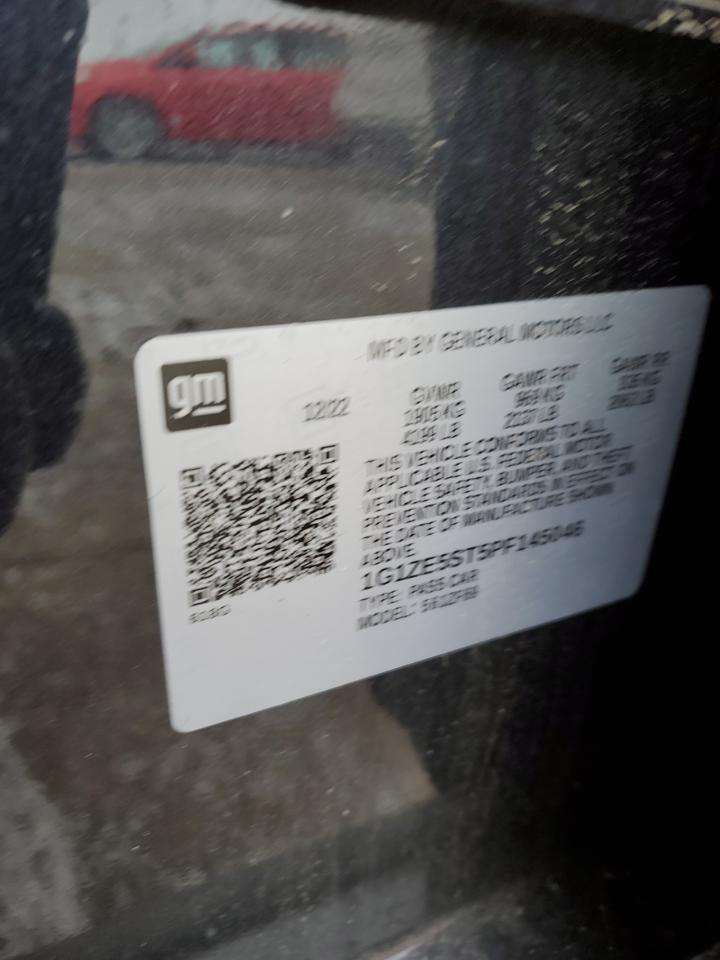 MFD BY GENERAL MOTORS LLC
gm
12/22
GVWR
1905 KG
4199 LB
GAWR FRT
969 KG
2137 LB
GAWR RR
THIS VEHICLE CONFORMS TO ALL
APPLICABLE U.S. FEDERAL MOTOR
VEHICLE SAFETY, BUMPER, AND THEFT
PREVENTION STANDARDS IN EFFECT ON
THE DATE OF MANUFACTURE SHOWN
ABOVE.
1G1ZE5ST5PF145046
TYPE: PASS CAR
MODEL: